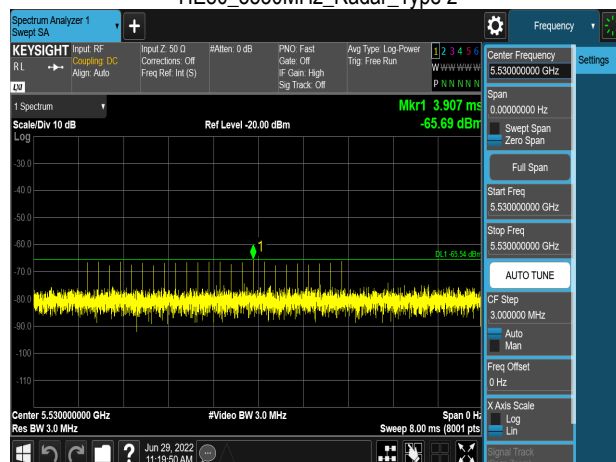 Spectrum Analyzer 1
Swept SA
+
Frequency
KEYSIGHT
RL
LXI
Input: RF
Coupling: DC
Align: Auto
Input Z: 50 Ω
Corrections: Off
Freq Ref: Int (S)
#Atten: 0 dB
PNO: Fast
Gate: Off
IF Gain: High
Sig Track: Off
Avg Type: Log-Power
Trig: Free Run
1 2 3 4 5 6
W W W W W W
P N N N N N
1 Spectrum
Scale/Div 10 dB
Log
Ref Level -20.00 dBm
Mkr1 3.907 ms
-65.69 dBm
-30.0
-40.0
-50.0
-60.0
-70.0
-80.0
-90.0
-100
-110
1
DL1 -65.54 dBm
Center 5.530000 GHz
Res BW 3.0 MHz
#Video BW 3.0 MHz
Span 0 Hz
Sweep 8.00 ms (8001 pts)
Jun 29, 2022
11:19:50 AM
?
Center Frequency
5.530000000 GHz
Span
0.00000000 Hz
Swept Span
Zero Span
Full Span
Start Freq
5.530000000 GHz
Stop Freq
5.530000000 GHz
AUTO TUNE
CF Step
3.000000 MHz
Auto
Man
Freq Offset
0 Hz
X Axis Scale
Log
Lin
Signal Track
Settings